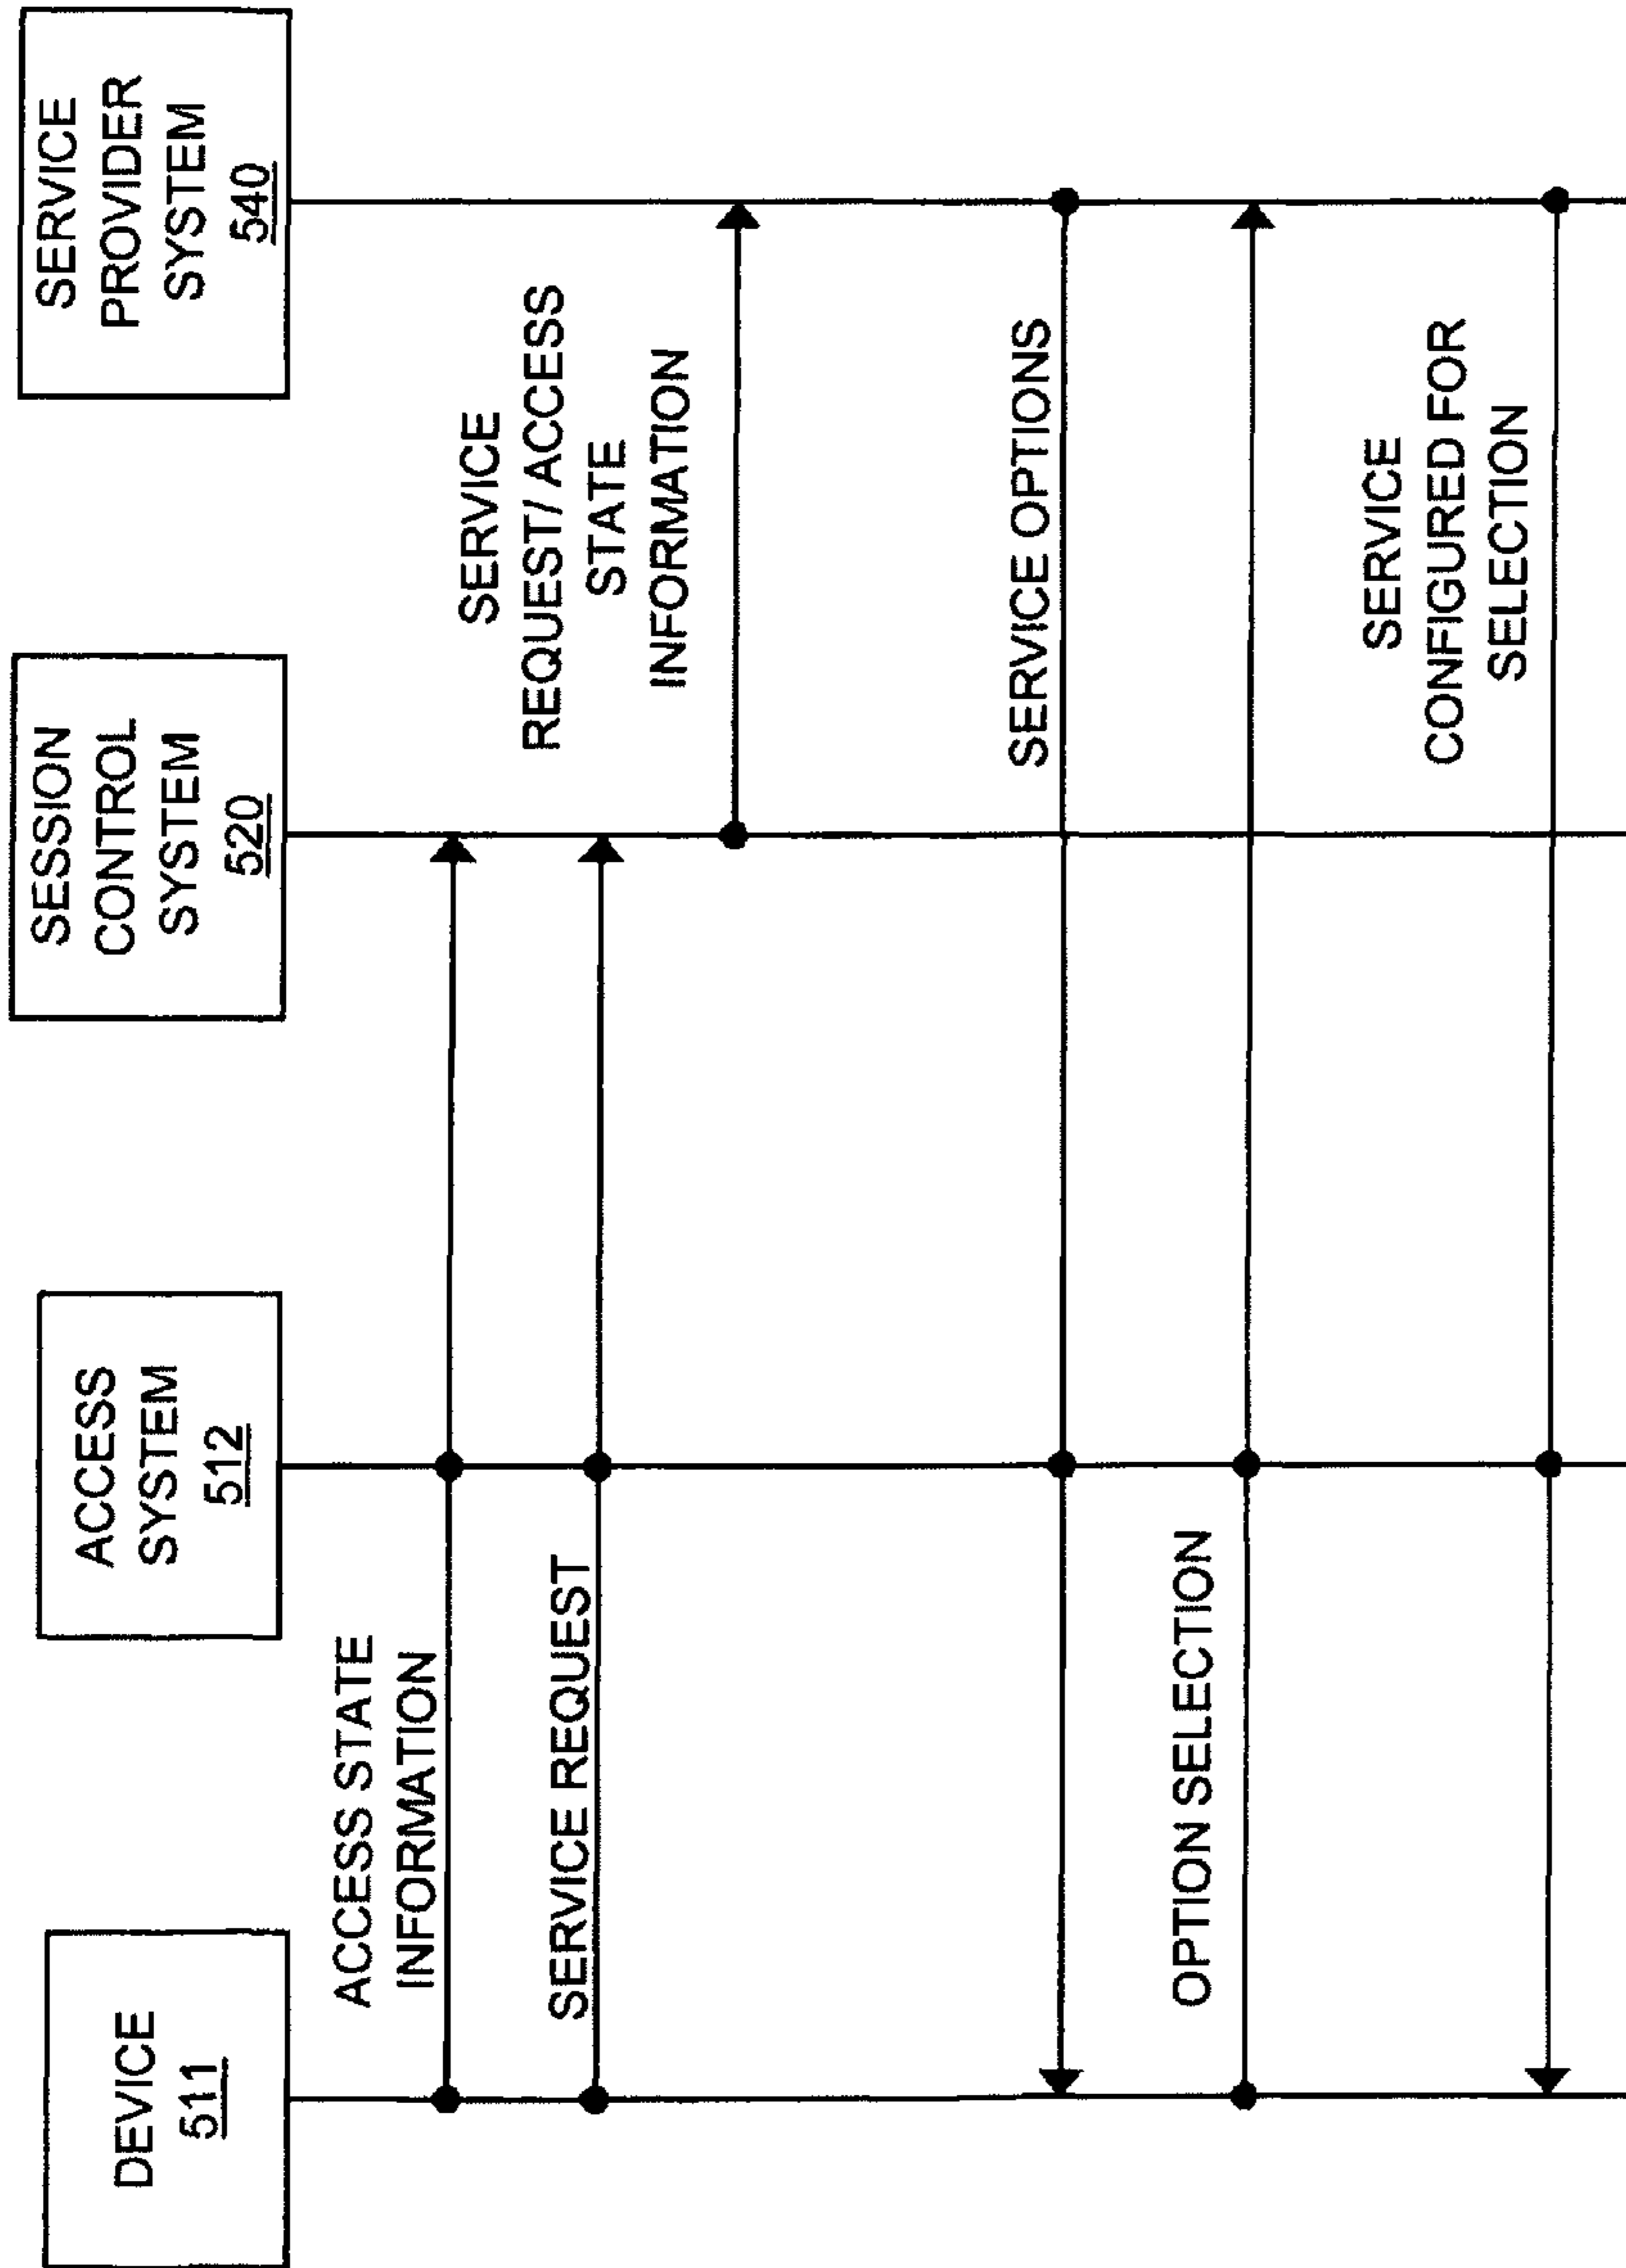 DEVICE
511
ACCESS
SYSTEM
512
SESSION
CONTROL
SYSTEM
520
SERVICE
PROVIDER
SYSTEM
540
ACCESS STATE
INFORMATION
SERVICE REQUEST
SERVICE
REQUEST/ ACCESS
STATE
INFORMATION
SERVICE OPTIONS
OPTION SELECTION
SERVICE
CONFIGURED FOR
SELECTION